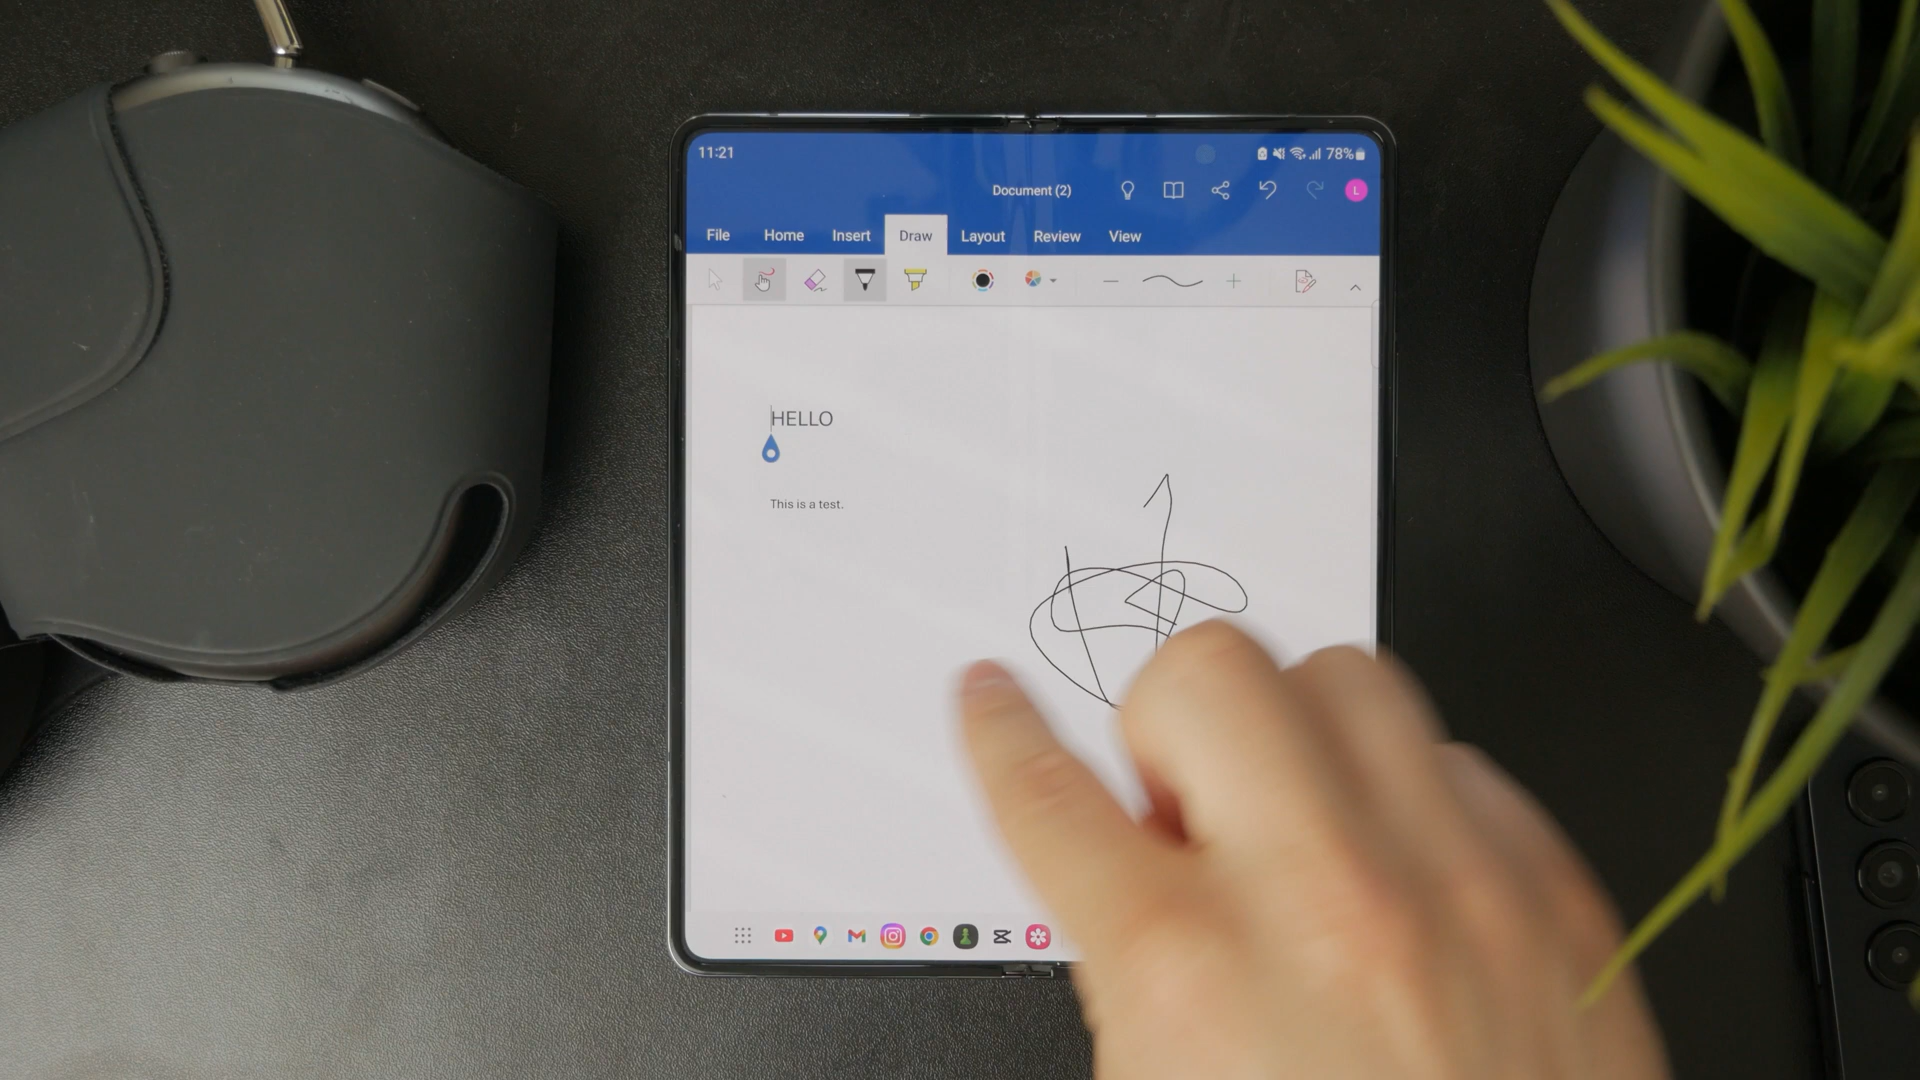 11:21
78%
Document (2)
L
File Home Insert Draw Layout Review View
HELLO
This is a test.